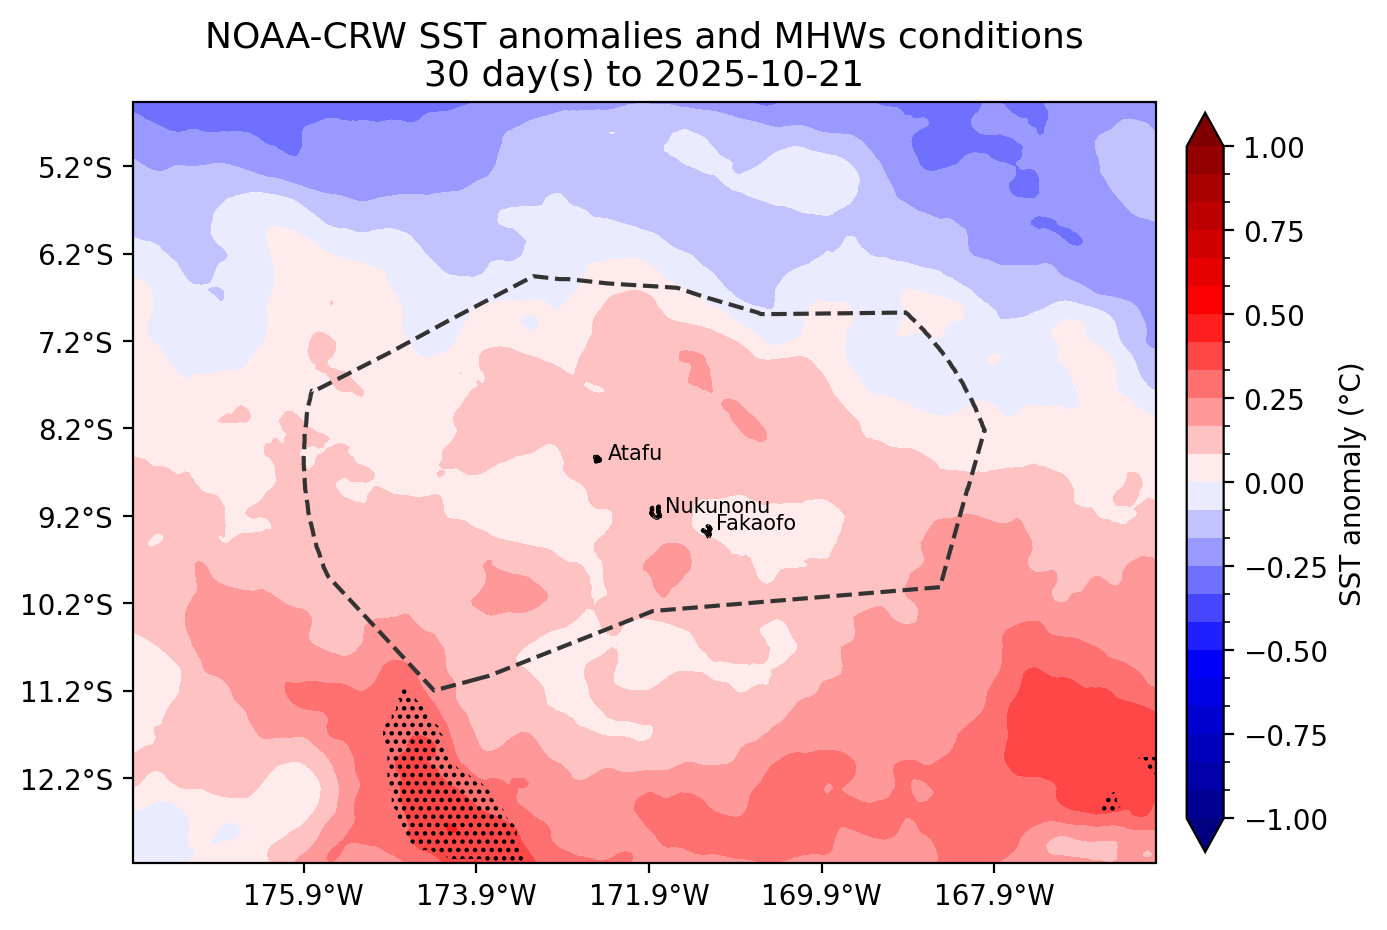 NOAA-CRW SST anomalies and MHWs conditions
30 day(s) to 2025-10-21
5.2°S
6.2°S
7.2°S
8.2°S
9.2°S
10.2°S
11.2°S
12.2°S
Atafu
Nukunonu
Fakaofo
175.9°W
173.9°W
171.9°W
169.9°W
167.9°W
1.00
0.75
0.50
0.25
0.00
−0.25
−0.50
−0.75
−1.00
SST anomaly (°C)